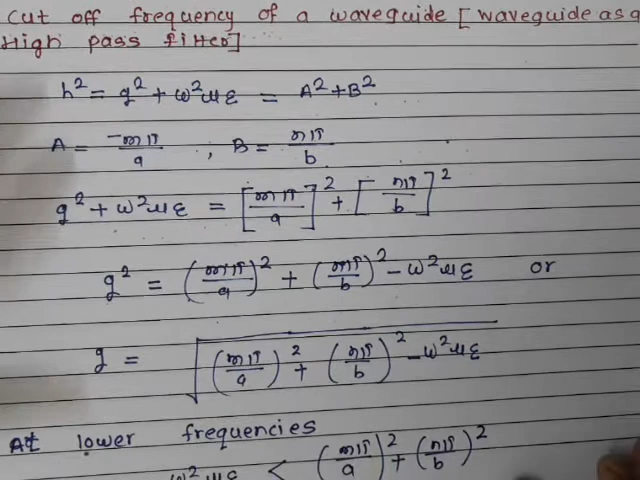 Cut off frequency of a waveguide [waveguide as a
High pass filter]
h² = g² + ω²με = A² + B²
A = -mπ/a , B = nπ/b
g² + ω²με = [mπ/a]² + [nπ/b]²
g² = (mπ/a)² + (nπ/b)² - ω²με or
g = √((mπ/a)² + (nπ/b)² - ω²με)
At lower frequencies
ω²με < (mπ/a)² + (nπ/b)²